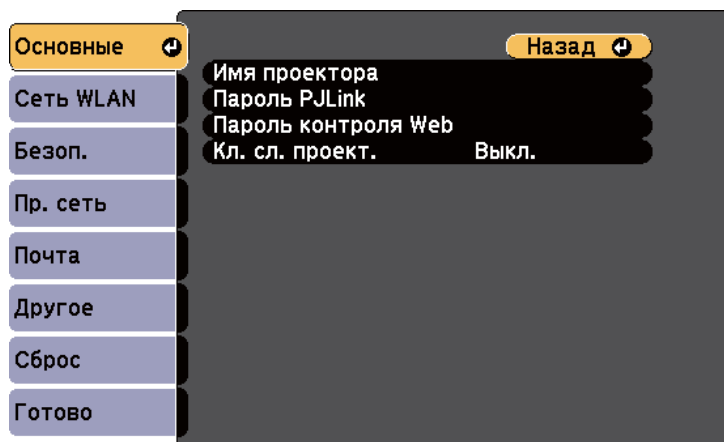 Основные
Сеть WLAN
Безоп.
Пр. сеть
Почта
Другое
Сброс
Готово
Назад
Имя проектора
Пароль PJLink
Пароль контроля Web
Кл. сл. проект. Выкл.